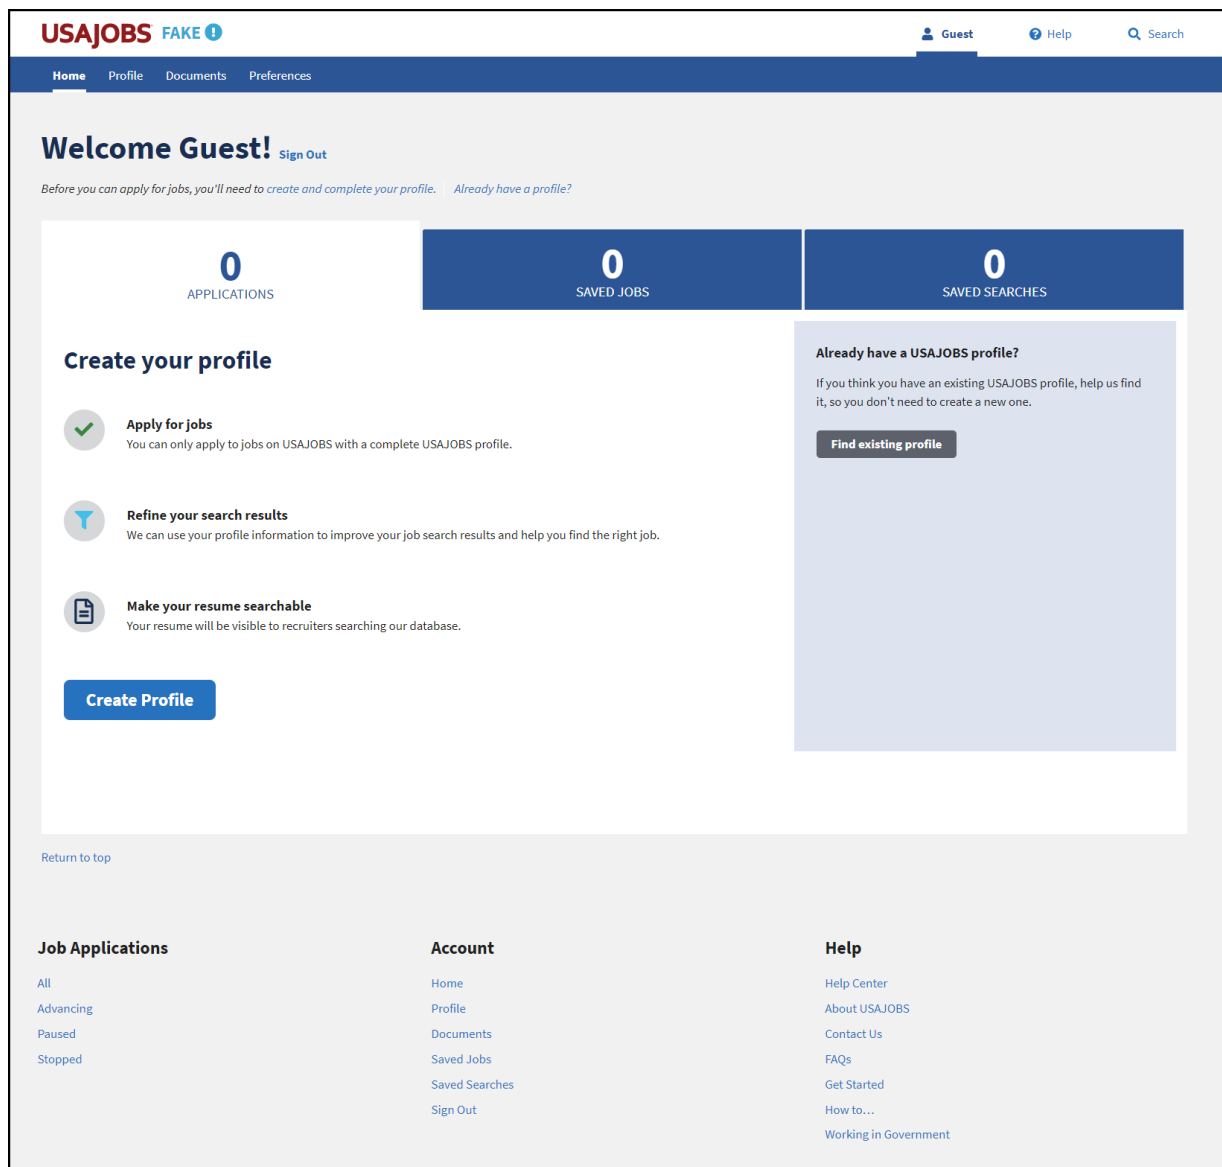 USAJOBS FAKE
Guest
Help
Search
Home Profile Documents Preferences
Welcome Guest! Sign Out
Before you can apply for jobs, you'll need to create and complete your profile. Already have a profile?
0
APPLICATIONS
0
SAVED JOBS
0
SAVED SEARCHES
Create your profile
Apply for jobs
You can only apply to jobs on USAJOBS with a complete USAJOBS profile.
Refine your search results
We can use your profile information to improve your job search results and help you find the right job.
Make your resume searchable
Your resume will be visible to recruiters searching our database.
Create Profile
Already have a USAJOBS profile?
If you think you have an existing USAJOBS profile, help us find
it, so you don't need to create a new one.
Find existing profile
Return to top
Job Applications
All
Advancing
Paused
Stopped
Account
Home
Profile
Documents
Saved Jobs
Saved Searches
Sign Out
Help
Help Center
About USAJOBS
Contact Us
FAQs
Get Started
How to...
Working in Government